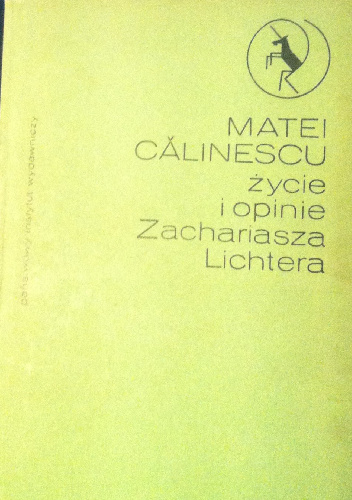 MATEI
CĂLINESCU
życie
i opinie
Zachariasza
Lichtera
państwowy instytut wydawniczy